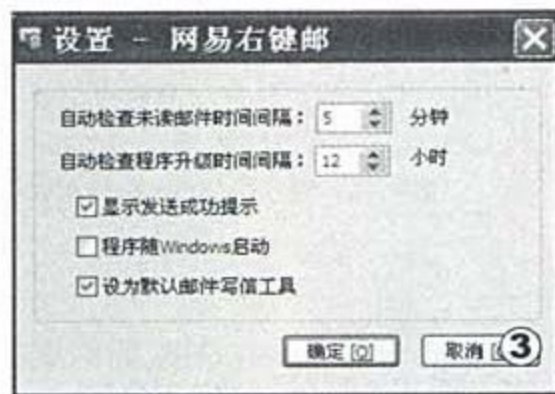 设置 - 网易右键邮
自动检查未读邮件时间间隔： 5 分钟
自动检查程序升级时间间隔： 12 小时
显示发送成功提示
程序随Windows启动
设为默认邮件写信工具
确定 [O] 取消 ③